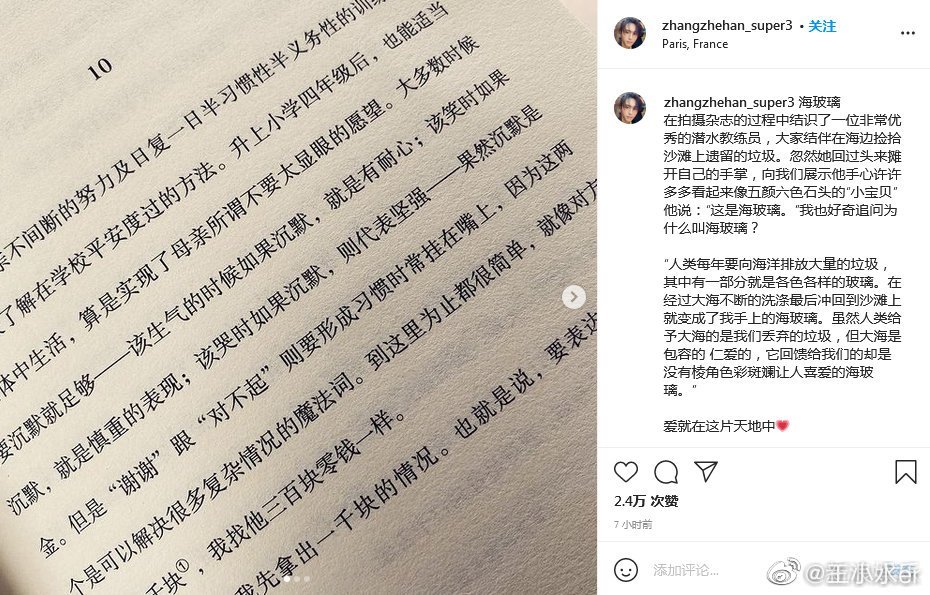 10
亲不间断的努力及日复一日半习惯性半义务性的训练
了解在学校平安度过的方法。升上小学四年级后，也能适当
体中生活，算是实现了母亲所谓不要太显眼的愿望。大多数时候
要沉默就足够——该生气的时候如果沉默，就是有耐心；该笑时如果
沉默，就是慎重的表现；该哭时如果沉默，则代表坚强——果然沉默是
金。但是“谢谢”跟“对不起”则要形成习惯时常挂在嘴上，因为这两
个是可以解决很多复杂情况的魔法词。到这里为止都很简单，就像对方
千块①，我找他三百块零钱一样。
我先拿出一千块的情况。也就是说，要表达
zhangzhehan_super3 • 关注
Paris, France
zhangzhehan_super3 海玻璃
在拍摄杂志的过程中结识了一位非常优
秀的潜水教练员，大家结伴在海边捡拾
沙滩上遗留的垃圾。忽然她回过头来摊
开自己的手掌，向我们展示他手心许许
多多看起来像五颜六色石头的“小宝贝”
他说：“这是海玻璃。”我也好奇追问为
什么叫海玻璃？
“人类每年要向海洋排放大量的垃圾，
其中有一部分就是各色各样的玻璃。在
经过大海不断的洗涤最后冲回到沙滩上
就变成了我手上的海玻璃。虽然人类给
予大海的是我们丢弃的垃圾，但大海是
包容的 仁爱的，它回馈给我们的却是
没有棱角色彩斑斓让人喜爱的海玻
璃。”
爱就在这片天地中💗
2.4万 次赞
7 小时前
添加评论...